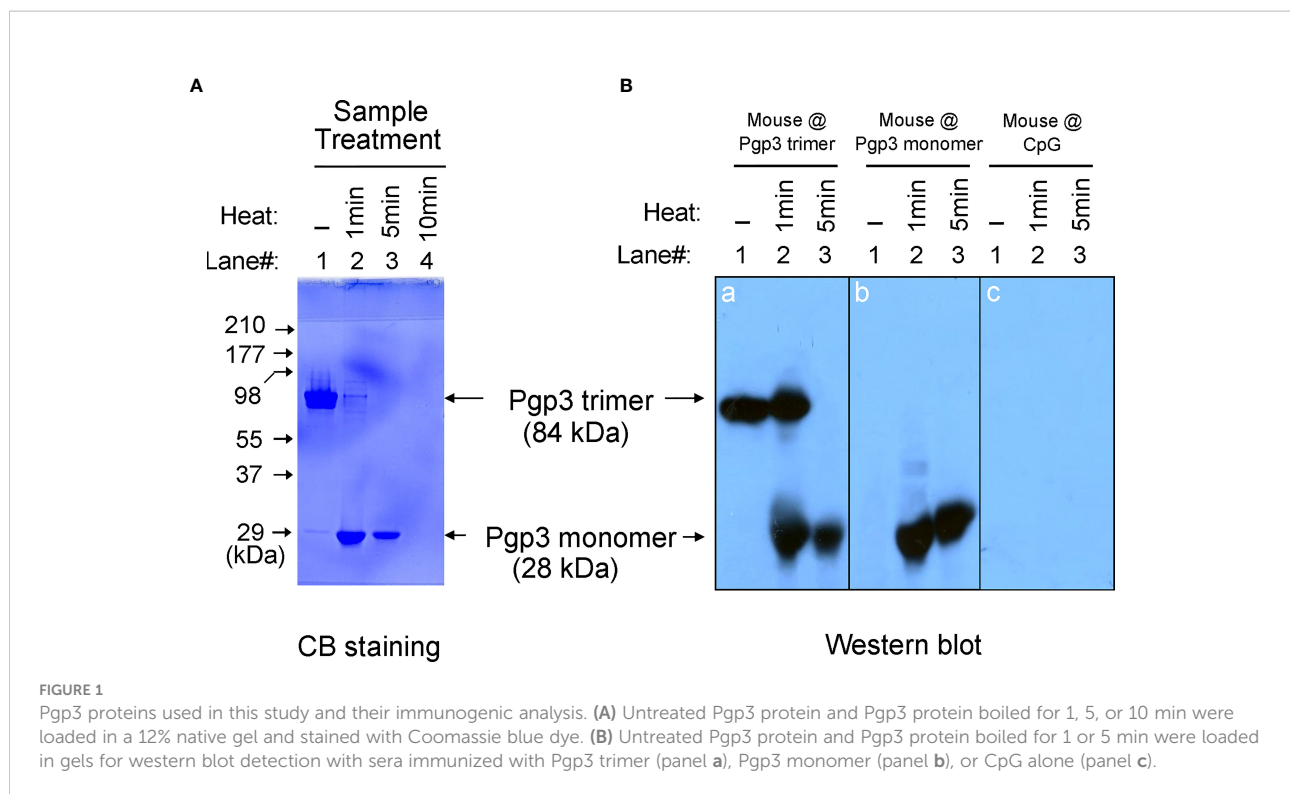 A
Sample
Treatment
Heat: – 1min 5min 10min
Lane#: 1 2 3 4
210
177
98
55
37
29
(kDa)
CB staining
Pgp3 trimer
(84 kDa)
Pgp3 monomer
(28 kDa)
B
Mouse @
Pgp3 trimer
Mouse @
Pgp3 monomer
Mouse @
CpG
Heat: – 1min 5min – 1min 5min – 1min 5min
Lane#: 1 2 3 1 2 3 1 2 3
a b c
Western blot
FIGURE 1
Pgp3 proteins used in this study and their immunogenic analysis. (A) Untreated Pgp3 protein and Pgp3 protein boiled for 1, 5, or 10 min were
loaded in a 12% native gel and stained with Coomassie blue dye. (B) Untreated Pgp3 protein and Pgp3 protein boiled for 1 or 5 min were loaded
in gels for western blot detection with sera immunized with Pgp3 trimer (panel a), Pgp3 monomer (panel b), or CpG alone (panel c).